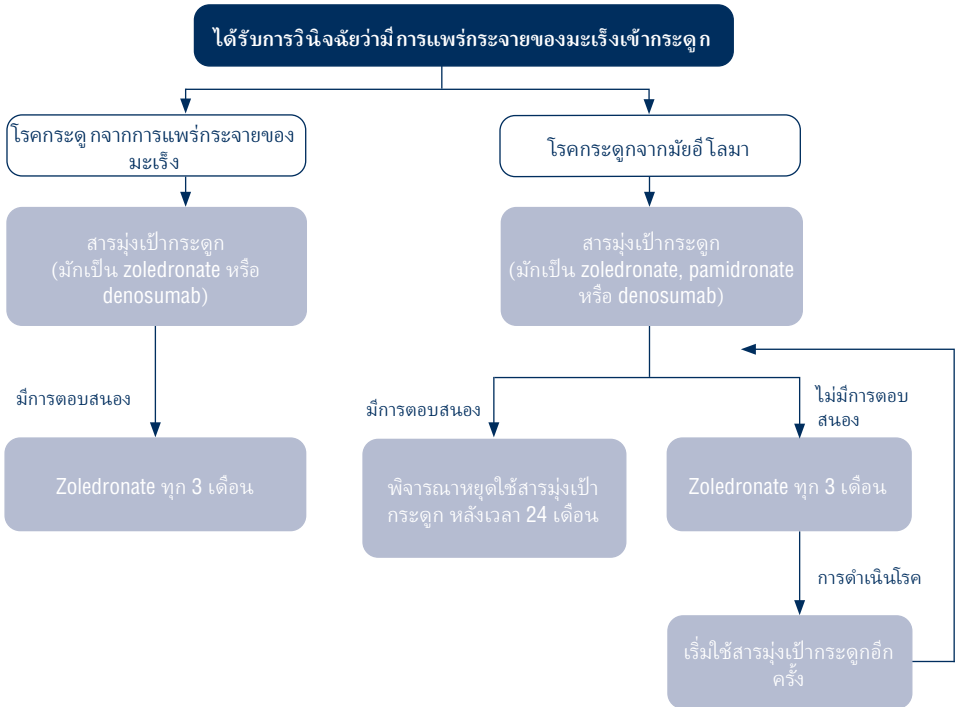 ได้รับการวินิจฉัยว่ามีการแพร่กระจายของมะเร็งเข้ากระดูก
โรคกระดูกจากการแพร่กระจายของ
มะเร็ง
โรคกระดูกจากมัยอีโลมา
สารมุ่งเป้ากระดูก
(มักเป็น zoledronate หรือ
denosumab)
สารมุ่งเป้ากระดูก
(มักเป็น zoledronate, pamidronate
หรือ denosumab)
มีการตอบสนอง
มีการตอบสนอง
ไม่มีการตอบ
สนอง
Zoledronate ทุก 3 เดือน
พิจารณาหยุดใช้สารมุ่งเป้า
กระดูก หลังเวลา 24 เดือน
Zoledronate ทุก 3 เดือน
การดำเนินโรค
เริ่มใช้สารมุ่งเป้ากระดูกอีก
ครั้ง